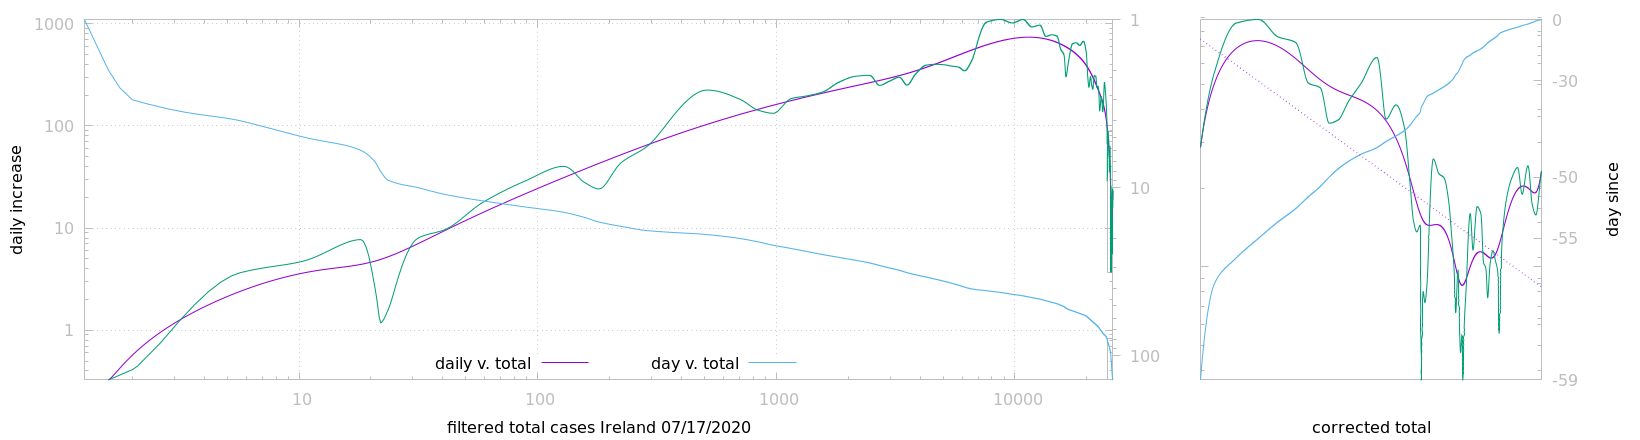 1000
100
10
1
daily increase
10
100
1000
10000
filtered total cases Ireland 07/17/2020
daily v. total
day v. total
1
10
100
0
-30
-50
-55
-59
day since
corrected total